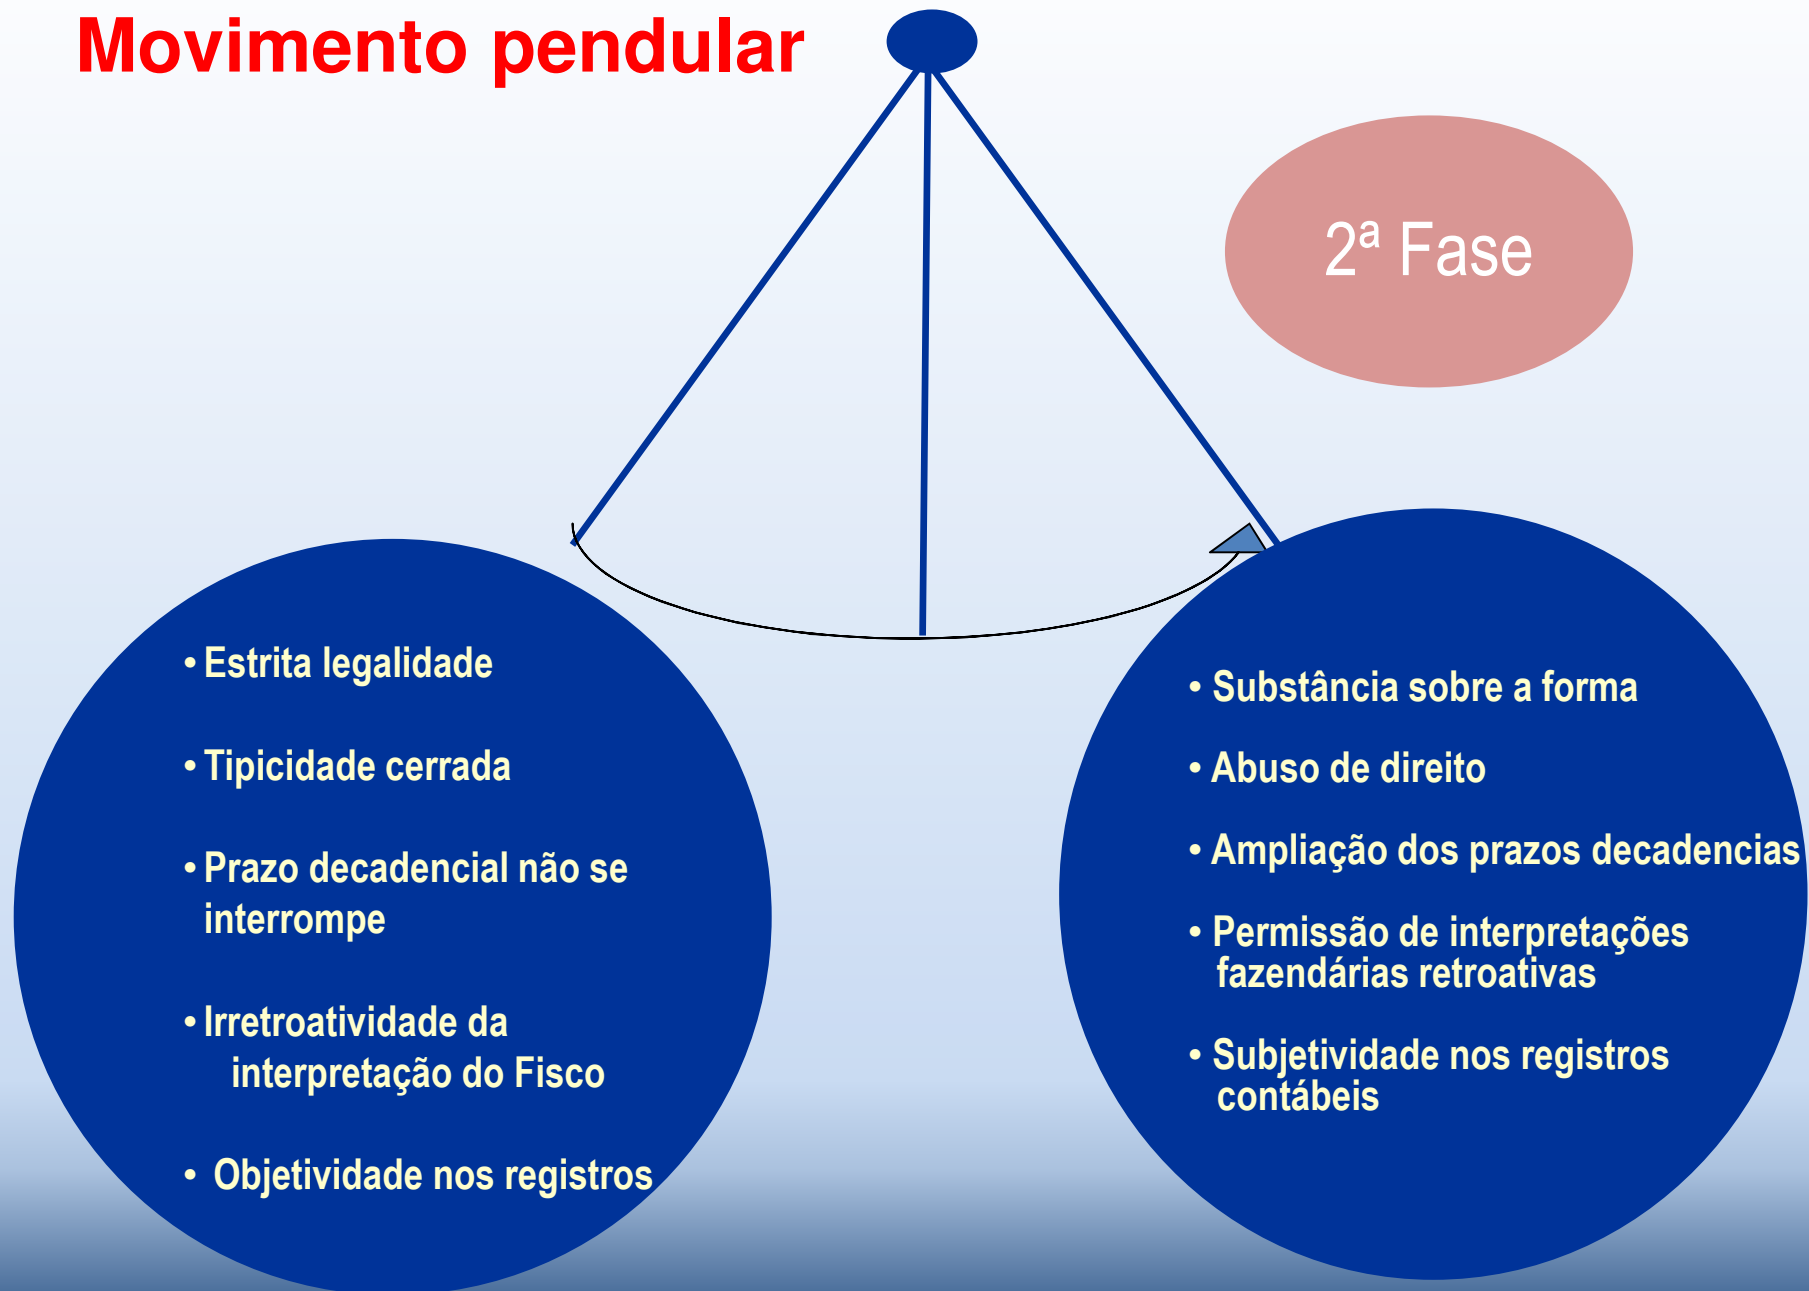 Movimento pendular
2ª Fase
• Estrita legalidade
• Tipicidade cerrada
• Prazo decadencial não se
interrompe
• Irretroatividade da
interpretação do Fisco
• Objetividade nos registros
• Substância sobre a forma
• Abuso de direito
• Ampliação dos prazos decadencias
• Permissão de interpretações
fazendárias retroativas
• Subjetividade nos registros
contábeis